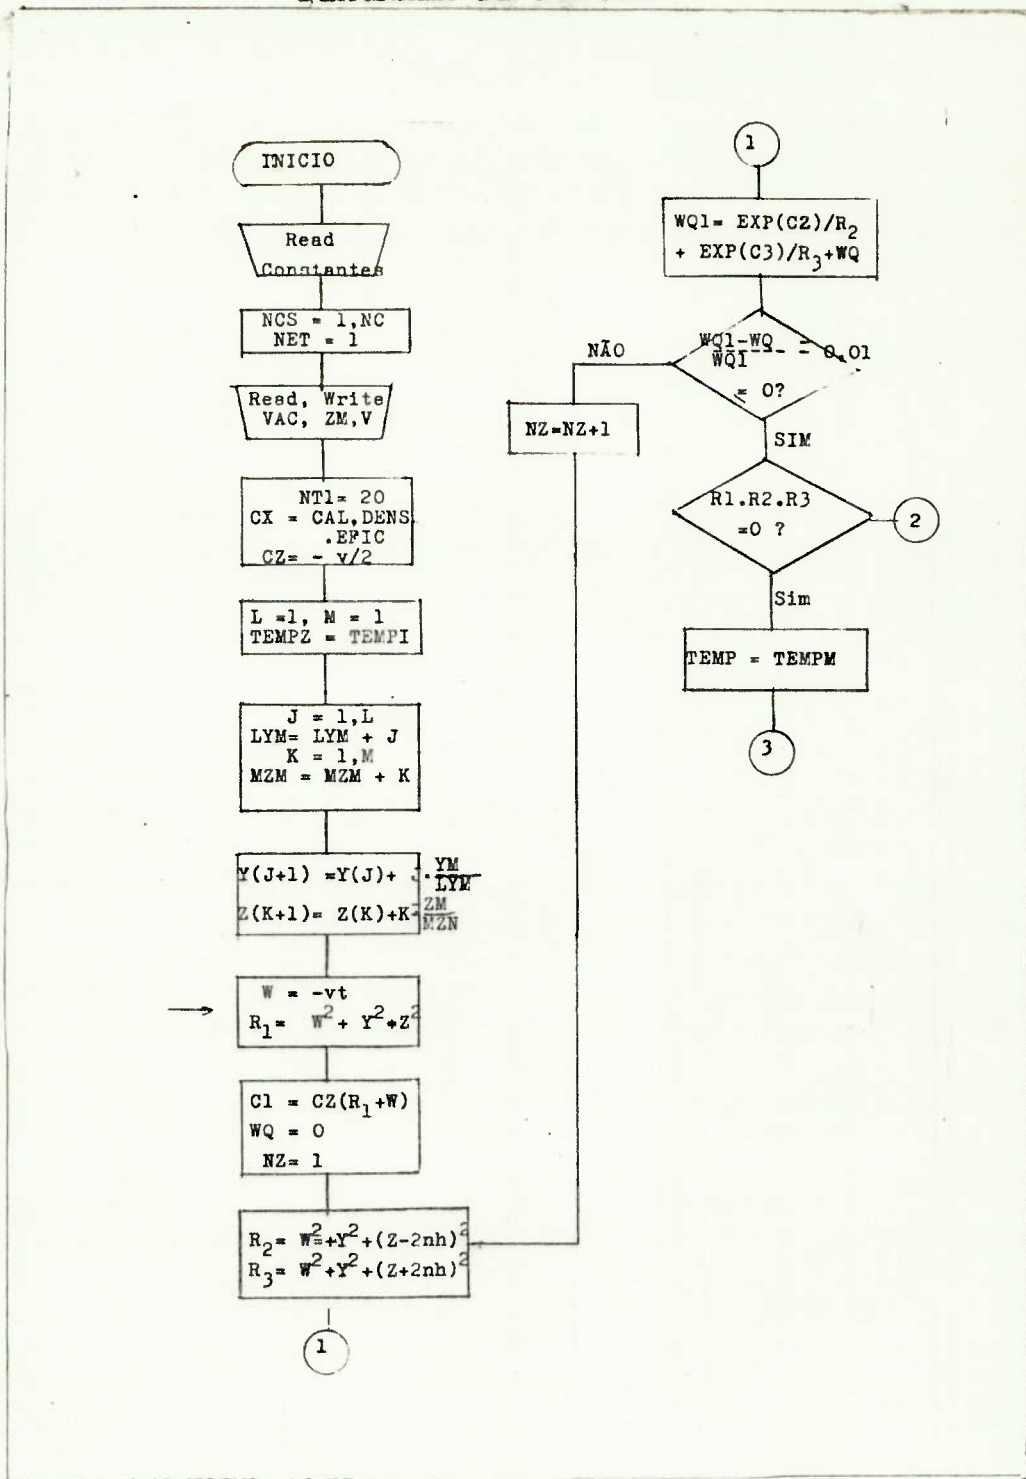 INICIO
Read
Constantes
NCS = 1,NC
NET = 1
Read, Write
VAC, ZM,V
NT1= 20
CX = CAL,DENS
.EFIC
CZ= - v/2
L =1, M = 1
TEMPZ = TEMPI
J = 1,L
LYM= LYM + J
K = 1,M
MZM = MZM + K
Y(J+1) =Y(J)+ J.YM/LYM
Z(K+1)= Z(K)+K ZM/MZN
W = -vt
R1= W²+ Y²+Z²
C1 = CZ(R1+W)
WQ = 0
NZ= 1
R2= W²+Y²+(Z-2nh)²
R3= W²+Y²+(Z+2nh)²
1
1
WQ1= EXP(C2)/R2
+ EXP(C3)/R3+WQ
WQ1-WQ/WQ1 - 0,01
≤ 0?
NÃO
NZ=NZ+1
SIM
R1.R2.R3
=0 ?
2
Sim
TEMP = TEMPM
3